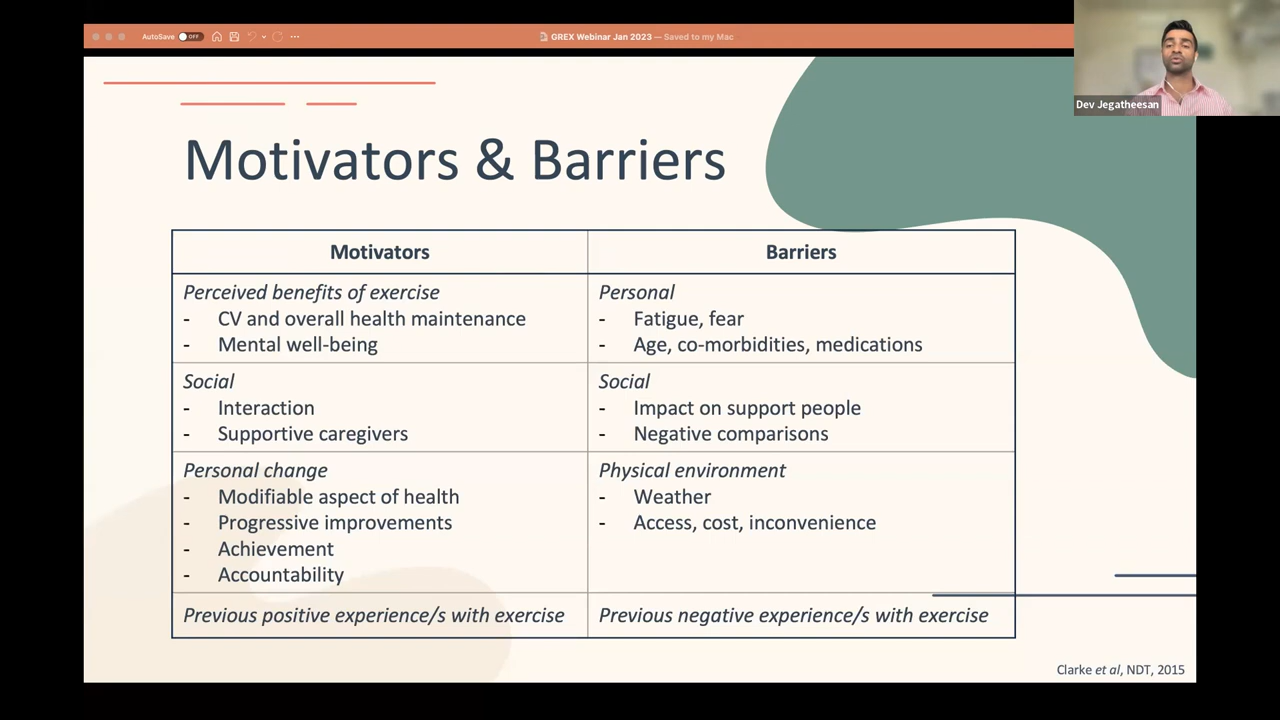 AutoSave OFF
GREX Webinar Jan 2023 — Saved to my Mac
Dev Jegatheesan
Motivators & Barriers
Motivators
Barriers
Perceived benefits of exercise
- CV and overall health maintenance
- Mental well-being
Personal
- Fatigue, fear
- Age, co-morbidities, medications
Social
- Interaction
- Supportive caregivers
Social
- Impact on support people
- Negative comparisons
Personal change
- Modifiable aspect of health
- Progressive improvements
- Achievement
- Accountability
Physical environment
- Weather
- Access, cost, inconvenience
Previous positive experience/s with exercise
Previous negative experience/s with exercise
Clarke et al, NDT, 2015